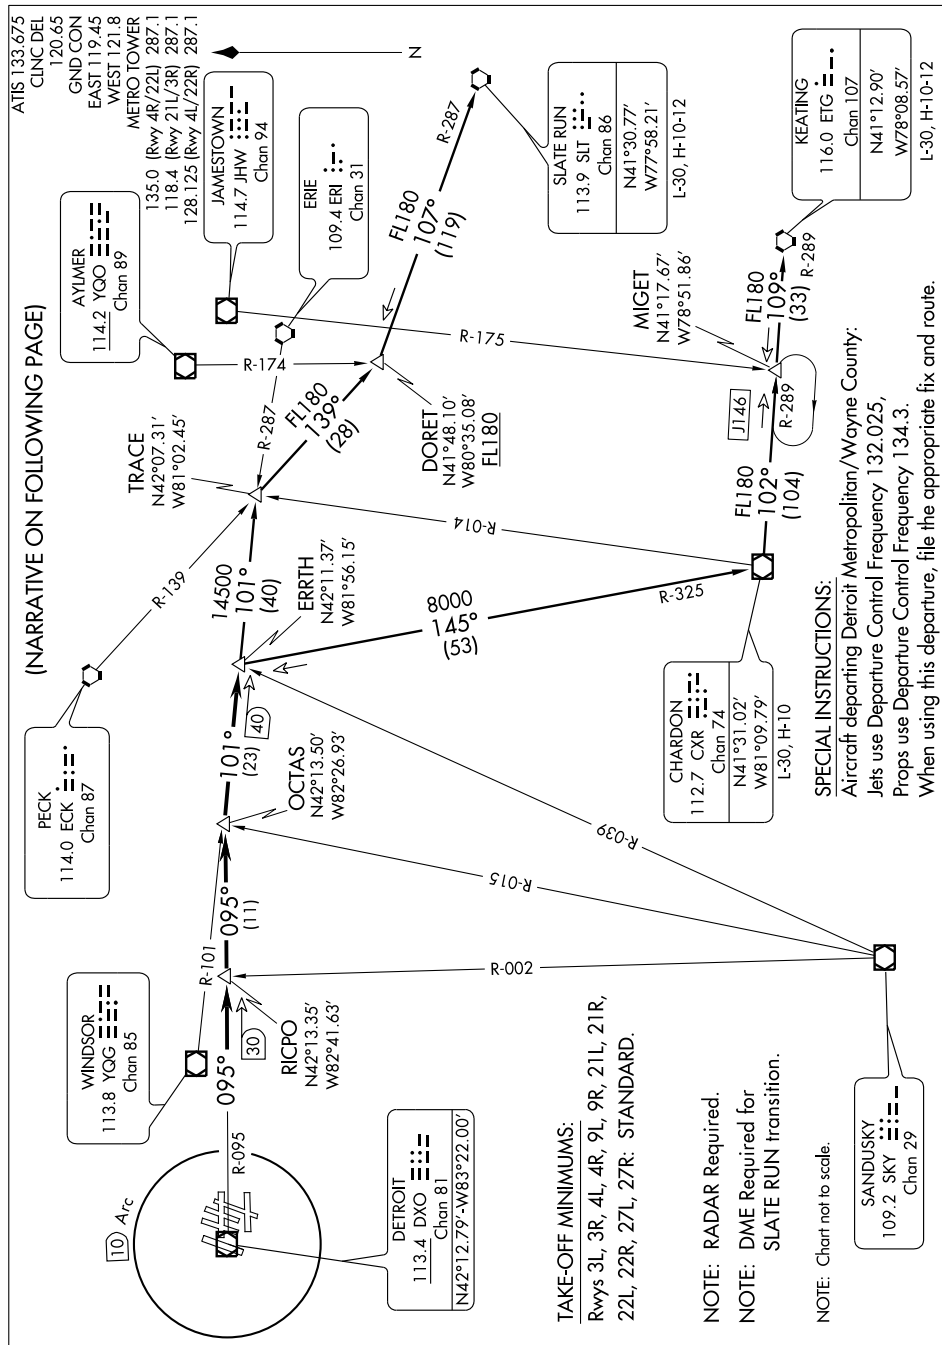 (NARRATIVE ON FOLLOWING PAGE)
ATIS 133.675
CLNC DEL
120.65
GND CON
EAST 119.45
WEST 121.8
METRO TOWER
135.0 (Rwy 4R/22L) 287.1
118.4 (Rwy 21L/3R) 287.1
128.125 (Rwy 4L/22R) 287.1
N
10 Arc
DETROIT
113.4 DXO
Chan 81
N42°12.79'-W83°22.00'
R-095
095°
WINDSOR
113.8 YQG
Chan 85
R-101
30
RICPO
N42°13.35'
W82°41.63'
095°
(11)
OCTAS
N42°13.50'
W82°26.93'
101°
(23)
40
ERRTH
N42°11.37'
W81°56.15'
PECK
114.0 ECK
Chan 87
R-139
14500
101°
(40)
TRACE
N42°07.31'
W81°02.45'
AYLMER
114.2 YQO
Chan 89
R-174
JAMESTOWN
114.7 JHW
Chan 94
R-175
ERIE
109.4 ERI
Chan 31
R-287
FL180
139°
(28)
DORET
N41°48.10'
W80°35.08'
FL180
FL180
107°
(119)
R-287
SLATE RUN
113.9 SLT
Chan 86
N41°30.77'
W77°58.21'
L-30, H-10-12
8000
145°
(53)
R-325
R-014
CHARDON
112.7 CXR
Chan 74
N41°31.02'
W81°09.79'
L-30, H-10
FL180
102°
(104)
J146
R-289
MIGET
N41°17.67'
W78°51.86'
FL180
109°
(33)
R-289
KEATING
116.0 ETG
Chan 107
N41°12.90'
W78°08.57'
L-30, H-10-12
R-002
R-015
R-039
SANDUSKY
109.2 SKY
Chan 29
TAKE-OFF MINIMUMS:
Rwys 3L, 3R, 4L, 4R, 9L, 9R, 21L, 21R,
22L, 22R, 27L, 27R: STANDARD.
NOTE: RADAR Required.
NOTE: DME Required for
SLATE RUN transition.
NOTE: Chart not to scale.
SPECIAL INSTRUCTIONS:
Aircraft departing Detroit Metropolitan/Wayne County:
Jets use Departure Control Frequency 132.025,
Props use Departure Control Frequency 134.3.
When using this departure, file the appropriate fix and route.